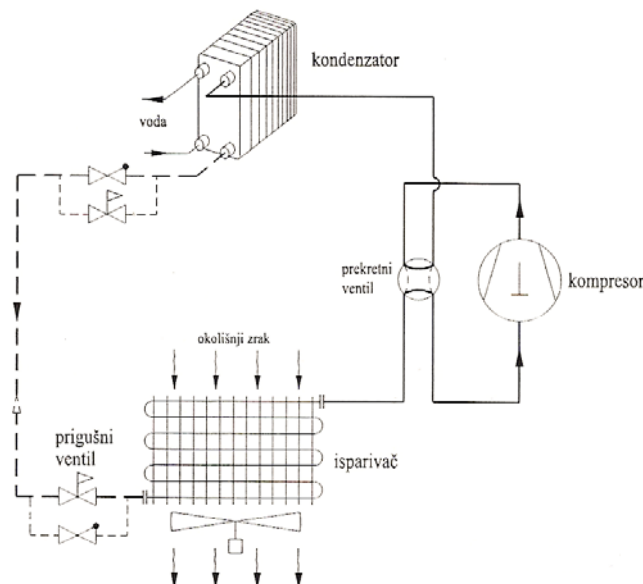 kondenzator
voda
prekretni
ventil
kompresor
okolišnji zrak
prigušni
ventil
isparivač